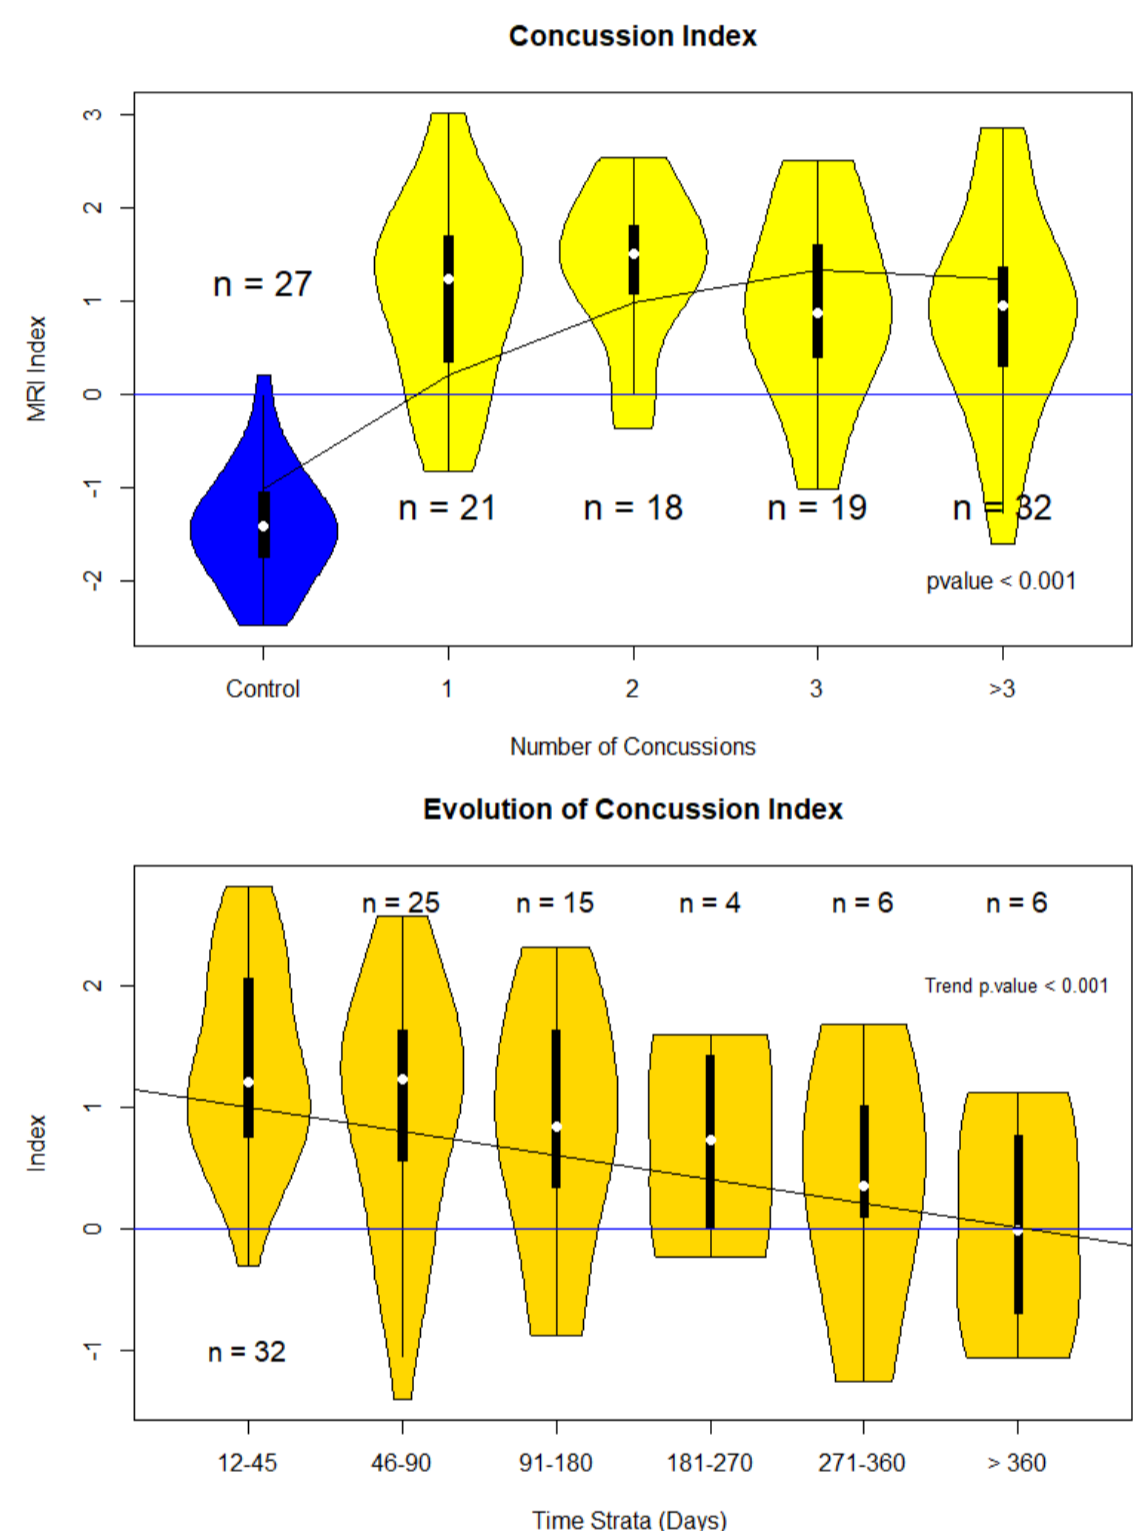 Concussion Index
MRI Index
3
2
1
0
-1
-2
n = 27
n = 21
n = 18
n = 19
n = 32
pvalue < 0.001
Control
1
2
3
>3
Number of Concussions
Evolution of Concussion Index
Index
2
1
0
-1
n = 32
n = 25
n = 15
n = 4
n = 6
n = 6
Trend p.value < 0.001
12-45
46-90
91-180
181-270
271-360
> 360
Time Strata (Days)